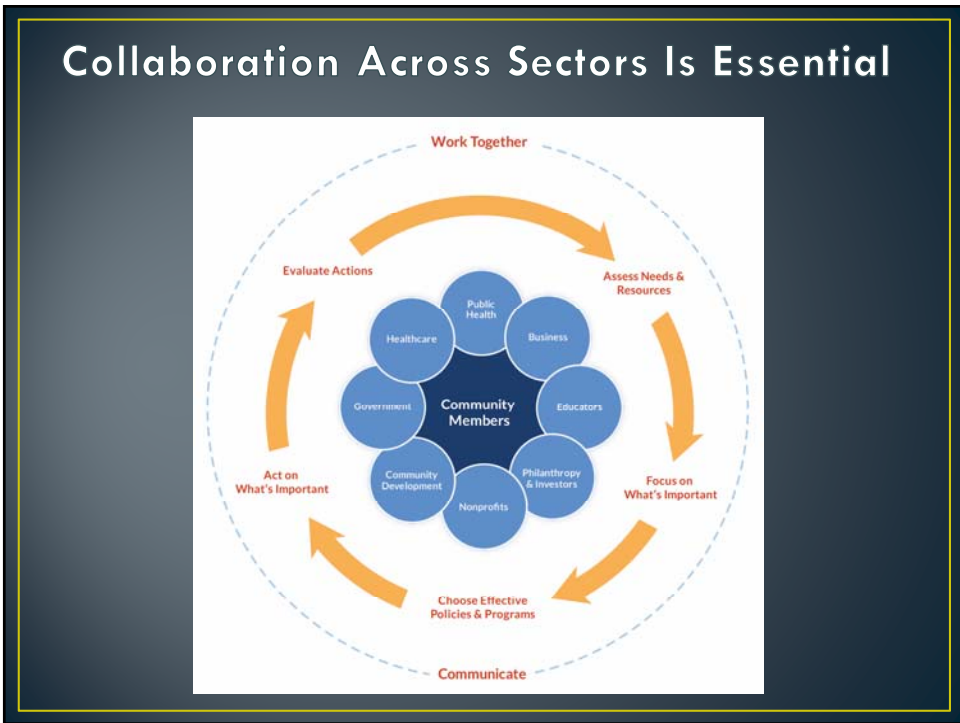 Collaboration Across Sectors Is Essential
Work Together
Evaluate Actions
Assess Needs &
Resources
Public
Health
Healthcare
Business
Government
Community
Members
Educators
Community
Development
Philanthropy
& Investors
Nonprofits
Act on
What's Important
Focus on
What's Important
Choose Effective
Policies & Programs
Communicate